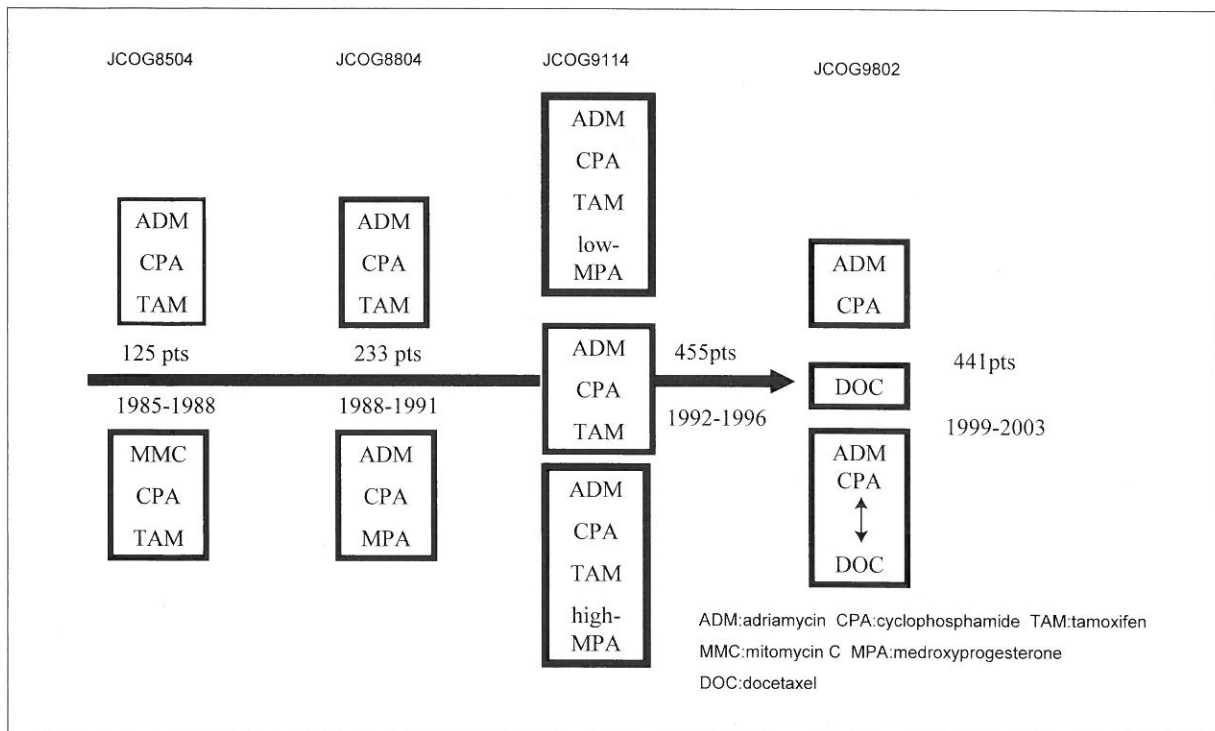 JCOG8504
JCOG8804
JCOG9114
JCOG9802
ADM
CPA
TAM
125 pts
1985-1988
MMC
CPA
TAM
ADM
CPA
TAM
233 pts
1988-1991
ADM
CPA
MPA
ADM
CPA
TAM
low-
MPA
ADM
CPA
TAM
ADM
CPA
TAM
high-
MPA
455pts
1992-1996
ADM
CPA
DOC
ADM
CPA
DOC
441pts
1999-2003
ADM:adriamycin CPA:cyclophosphamide TAM:tamoxifen
MMC:mitomycin C MPA:medroxyprogesterone
DOC:docetaxel